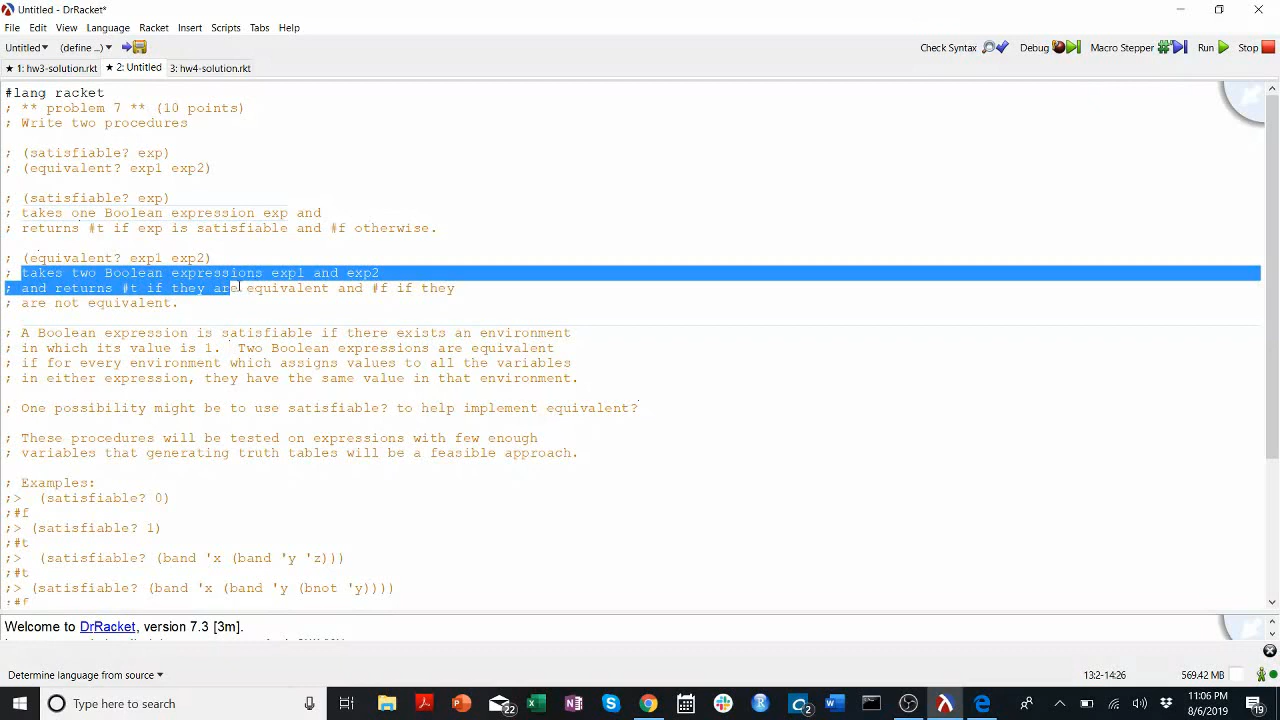 Untitled - DrRacket*
File Edit View Language Racket Insert Scripts Tabs Help
Untitled (define ...) Check Syntax Debug Macro Stepper Run Stop
★ 1: hw3-solution.rkt ★ 2: Untitled 3: hw4-solution.rkt
#lang racket
; ** problem 7 ** (10 points)
; Write two procedures
; (satisfiable? exp)
; (equivalent? exp1 exp2)
; (satisfiable? exp)
; takes one Boolean expression exp and
; returns #t if exp is satisfiable and #f otherwise.
; (equivalent? exp1 exp2)
; takes two Boolean expressions exp1 and exp2
; and returns #t if they are equivalent and #f if they
; are not equivalent.
; A Boolean expression is satisfiable if there exists an environment
; in which its value is 1.  Two Boolean expressions are equivalent
; if for every environment which assigns values to all the variables
; in either expression, they have the same value in that environment.
; One possibility might be to use satisfiable? to help implement equivalent?
; These procedures will be tested on expressions with few enough
; variables that generating truth tables will be a feasible approach.
; Examples:
;>  (satisfiable? 0)
;#f
;> (satisfiable? 1)
;#t
;>  (satisfiable? (band 'x (band 'y 'z)))
;#t
;> (satisfiable? (band 'x (band 'y (bnot 'y))))
;#f
Welcome to DrRacket, version 7.3 [3m].
Determine language from source 13:2-14:26 569.42 MB
Type here to search 22 2 11:06 PM
8/6/2019 19